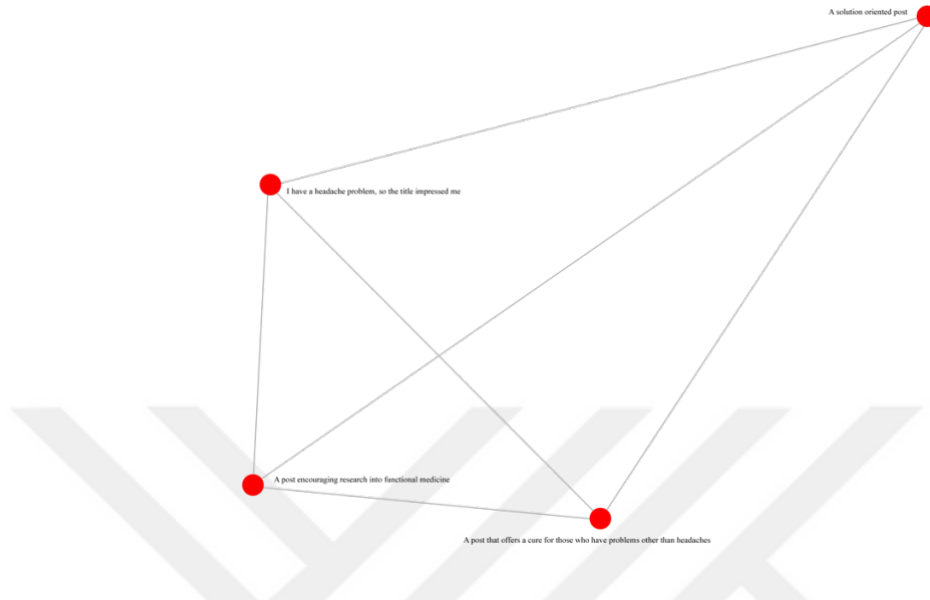 A solution oriented post
I have a headache problem, so the title impressed me
A post encouraging research into functional medicine
A post that offers a cure for those who have problems other than headaches